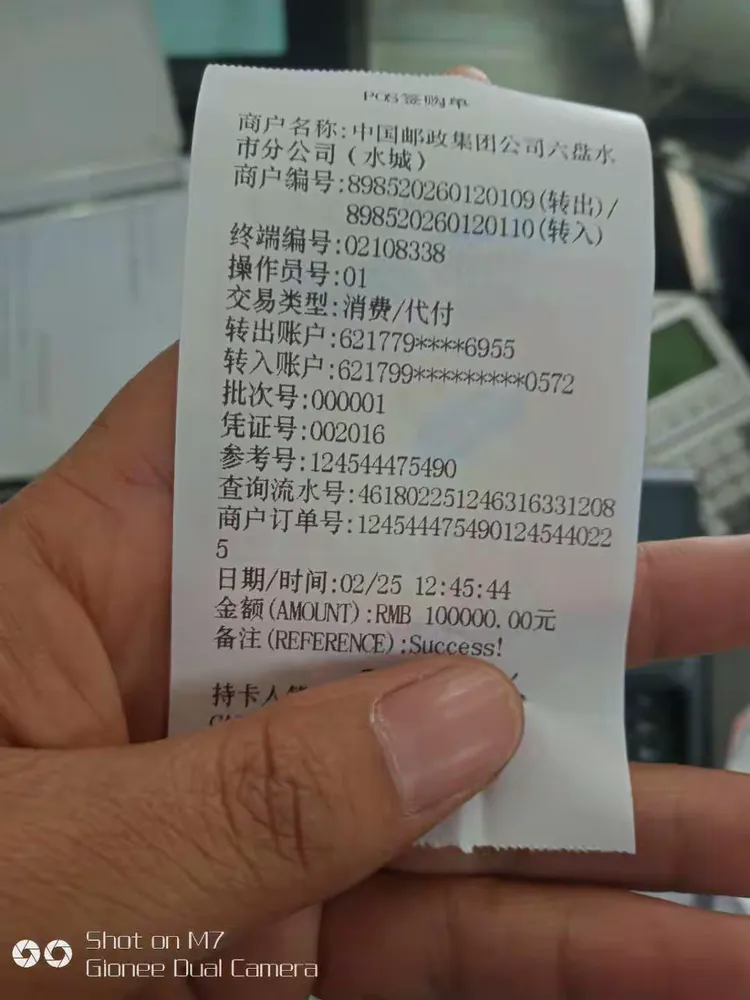 POS签购单
商户名称:中国邮政集团公司六盘水
市分公司(水城)
商户编号:898520260120109(转出)/
898520260120110(转入)
终端编号:02108338
操作员号:01
交易类型:消费/代付
转出账户:621779****6955
转入账户:621799*********0572
批次号:000001
凭证号:002016
参考号:124544475490
查询流水号:461802251246316331208
商户订单号:124544475490124544022
5
日期/时间:02/25 12:45:44
金额(AMOUNT):RMB 100000.00元
备注(REFERENCE):Success!
持卡人
Shot on M7
Gionee Dual Camera